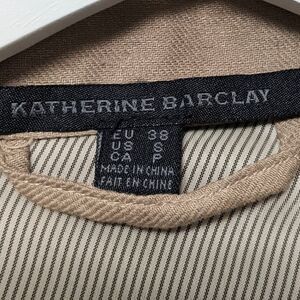 KATHERINE BARCLAY
EU 38
US S
CA P
MADE IN CHINA
FAIT EN CHINE